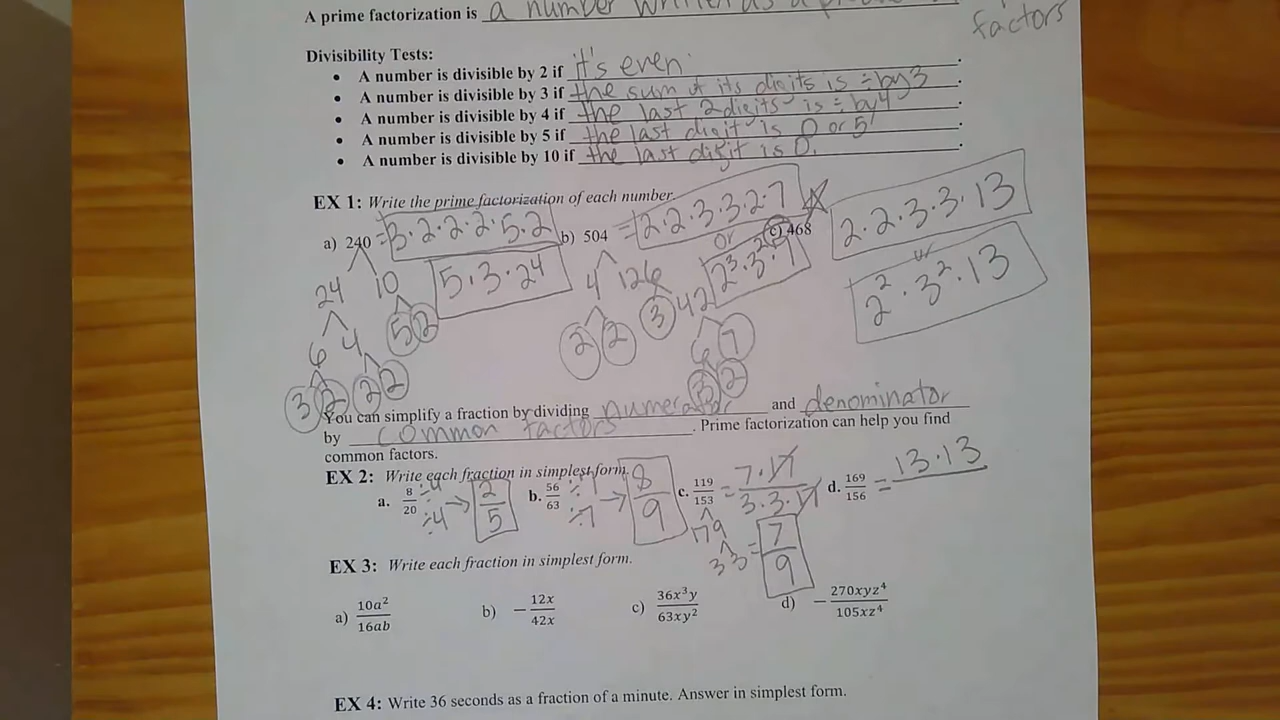 A prime factorization is a number written as a
factors
Divisibility Tests:
• A number is divisible by 2 if it's even.
• A number is divisible by 3 if the sum of its digits is ÷ by 3.
• A number is divisible by 4 if the last 2 digits is ÷ by 4.
• A number is divisible by 5 if the last digit is 0 or 5.
• A number is divisible by 10 if the last digit is 0.
EX 1: Write the prime factorization of each number.
a) 240 = 3·2·2·2·5·2 b) 504 = 2·2·3·3·2·7 c) 468 2·2·3·3·13
5·3·2⁴ or 2³·3²·7 or 2²·3²·13
24 10 4 126
6 4 5 2 2 2 3 42
3 2 2 2 6 7
3 2
You can simplify a fraction by dividing numerator and denominator
by common factors. Prime factorization can help you find
common factors.
EX 2: Write each fraction in simplest form.
a. 8/20 ÷4/÷4 → 2/5 b. 56/63 ÷7/÷7 → 8/9 c. 119/153 = 7·17/3·3·17 d. 169/156 = 13·13
17 9
3 3 = 7/9
EX 3: Write each fraction in simplest form.
a) 10a²/16ab b) −12x/42x c) 36x³y/63xy² d) −270xyz⁴/105xz⁴
EX 4: Write 36 seconds as a fraction of a minute. Answer in simplest form.